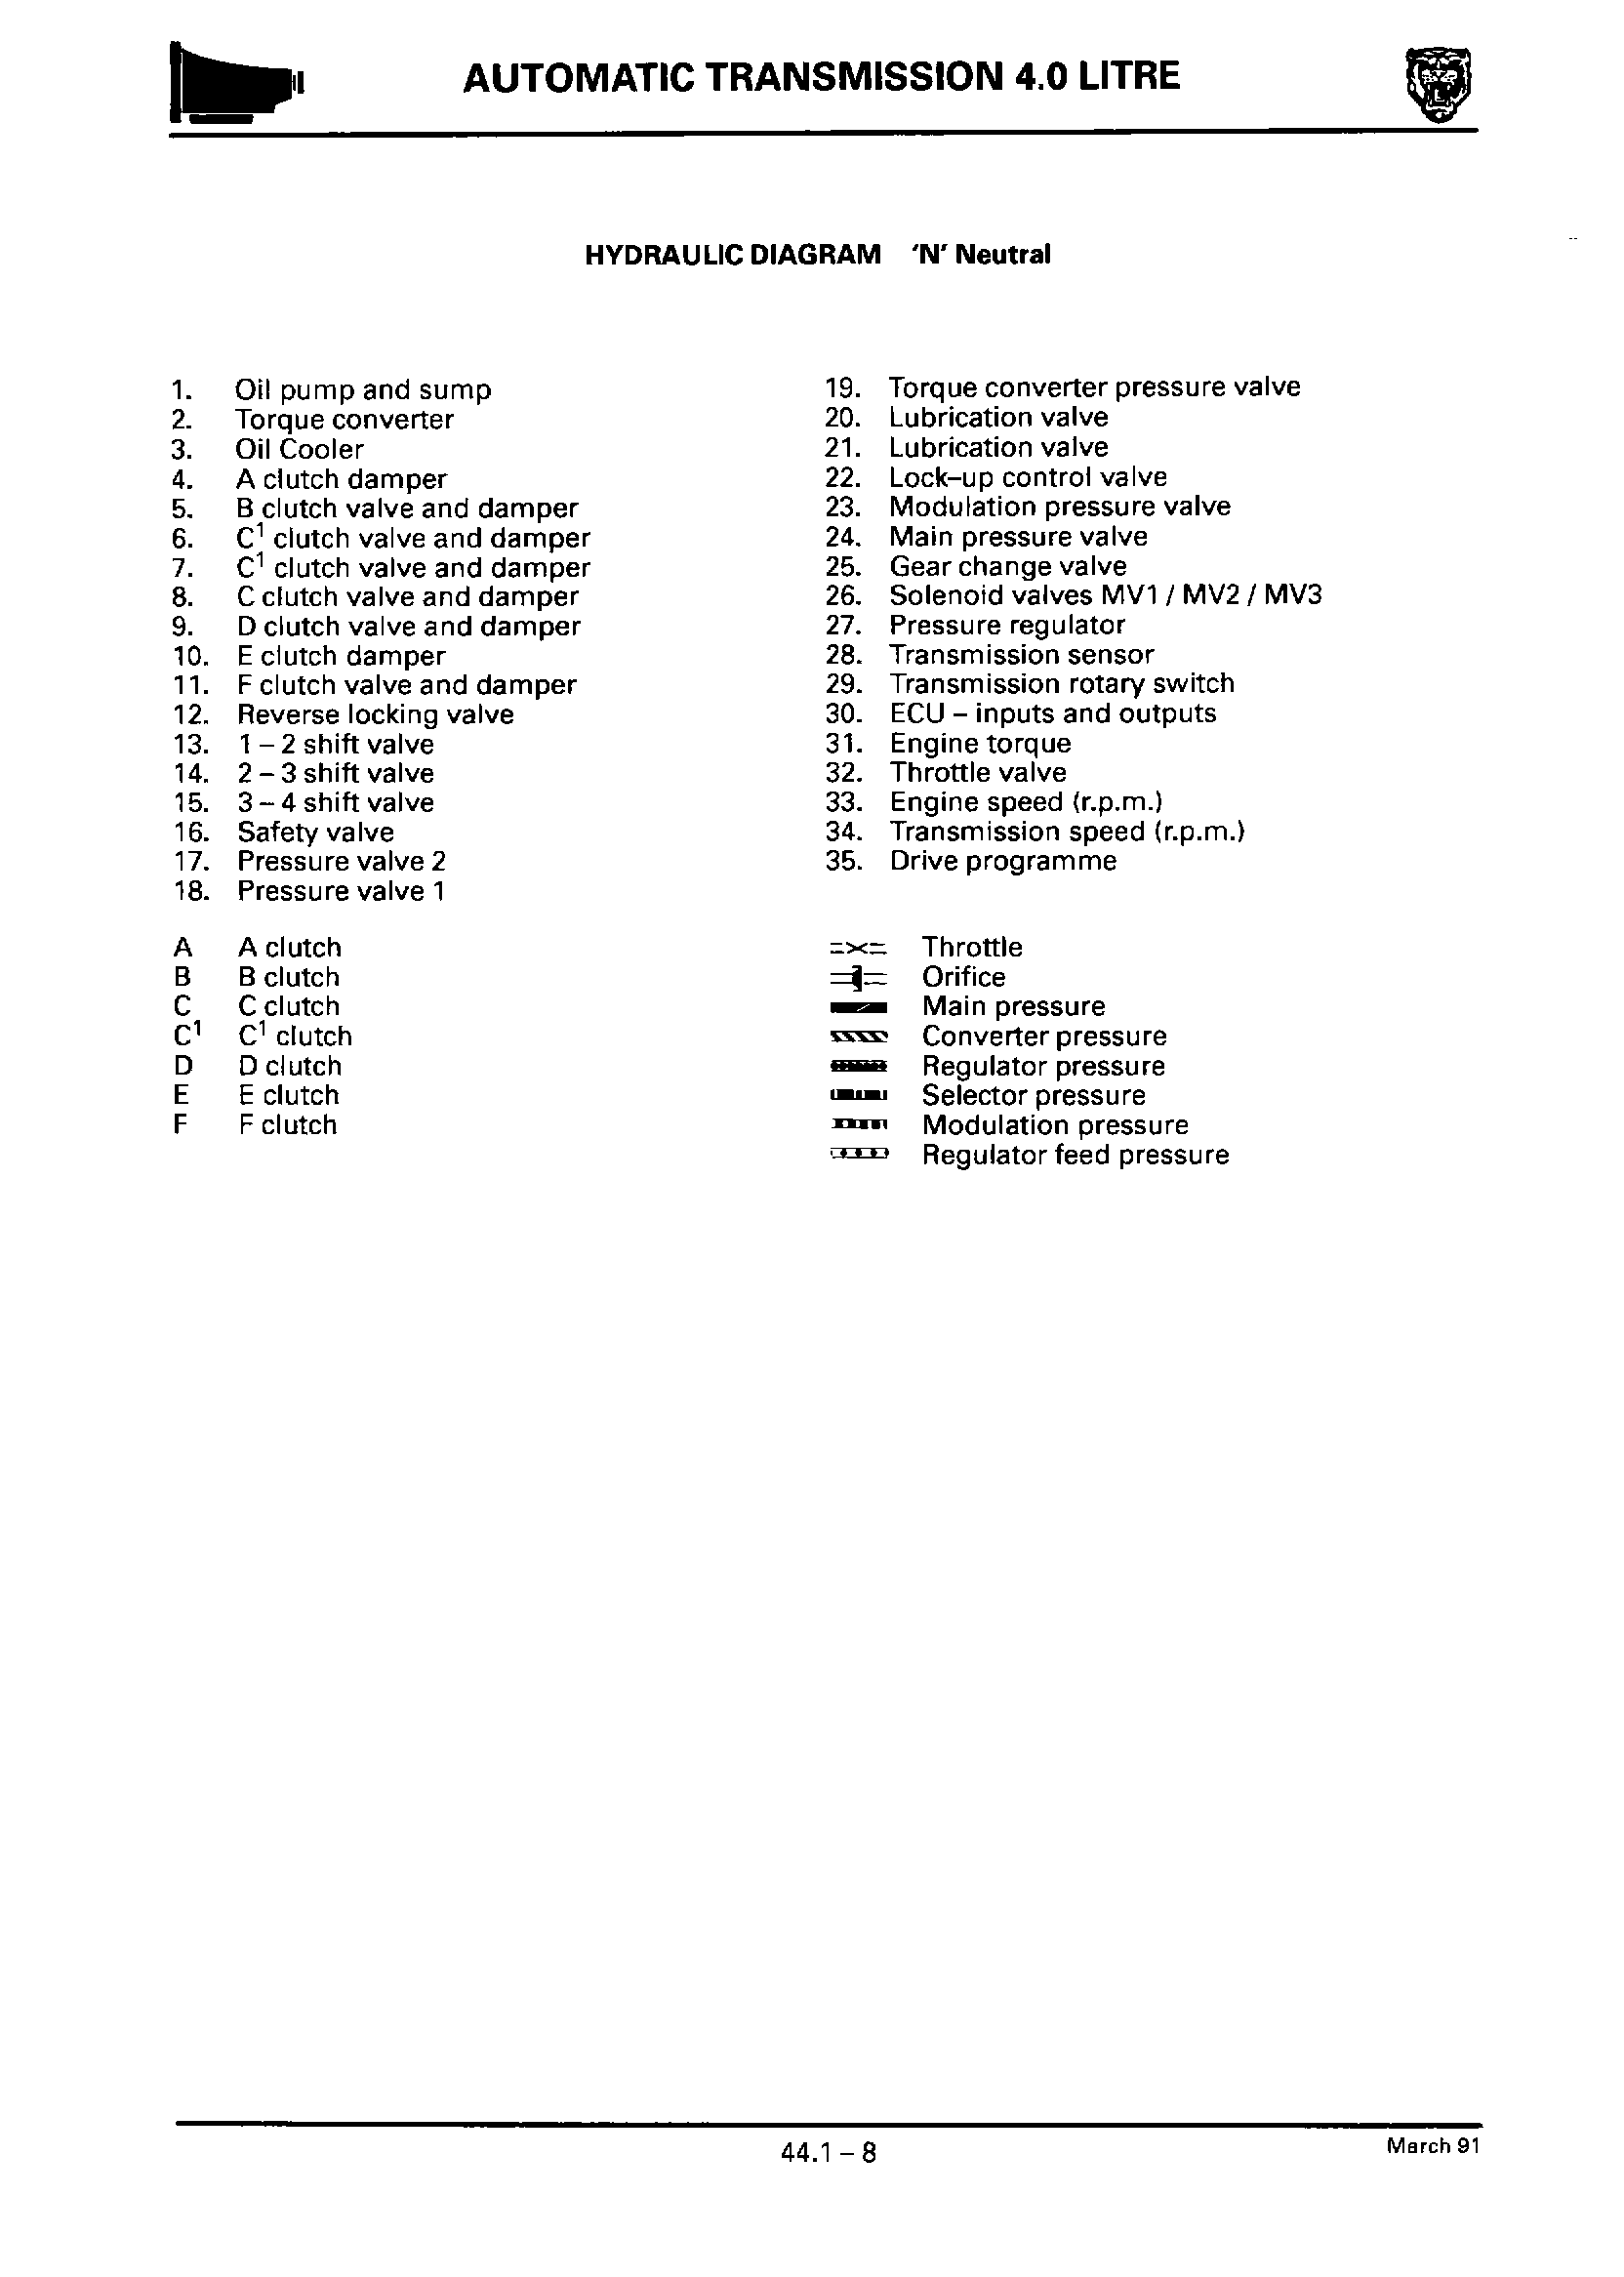 AUTOMATIC TRANSMISSION 4.0 LITRE
HYDRAULIC DIAGRAM 'N' Neutral
1. Oil pump and sump
2. Torque converter
3. Oil Cooler
4. A clutch damper
5. B clutch valve and damper
6. C¹ clutch valve and damper
7. C¹ clutch valve and damper
8. C clutch valve and damper
9. D clutch valve and damper
10. E clutch damper
11. F clutch valve and damper
12. Reverse locking valve
13. 1 – 2 shift valve
14. 2 – 3 shift valve
15. 3 – 4 shift valve
16. Safety valve
17. Pressure valve 2
18. Pressure valve 1
19. Torque converter pressure valve
20. Lubrication valve
21. Lubrication valve
22. Lock–up control valve
23. Modulation pressure valve
24. Main pressure valve
25. Gear change valve
26. Solenoid valves MV1 / MV2 / MV3
27. Pressure regulator
28. Transmission sensor
29. Transmission rotary switch
30. ECU – inputs and outputs
31. Engine torque
32. Throttle valve
33. Engine speed (r.p.m.)
34. Transmission speed (r.p.m.)
35. Drive programme
A A clutch
B B clutch
C C clutch
C¹ C¹ clutch
D D clutch
E E clutch
F F clutch
Throttle
Orifice
Main pressure
Converter pressure
Regulator pressure
Selector pressure
Modulation pressure
Regulator feed pressure
44.1 – 8
March 91